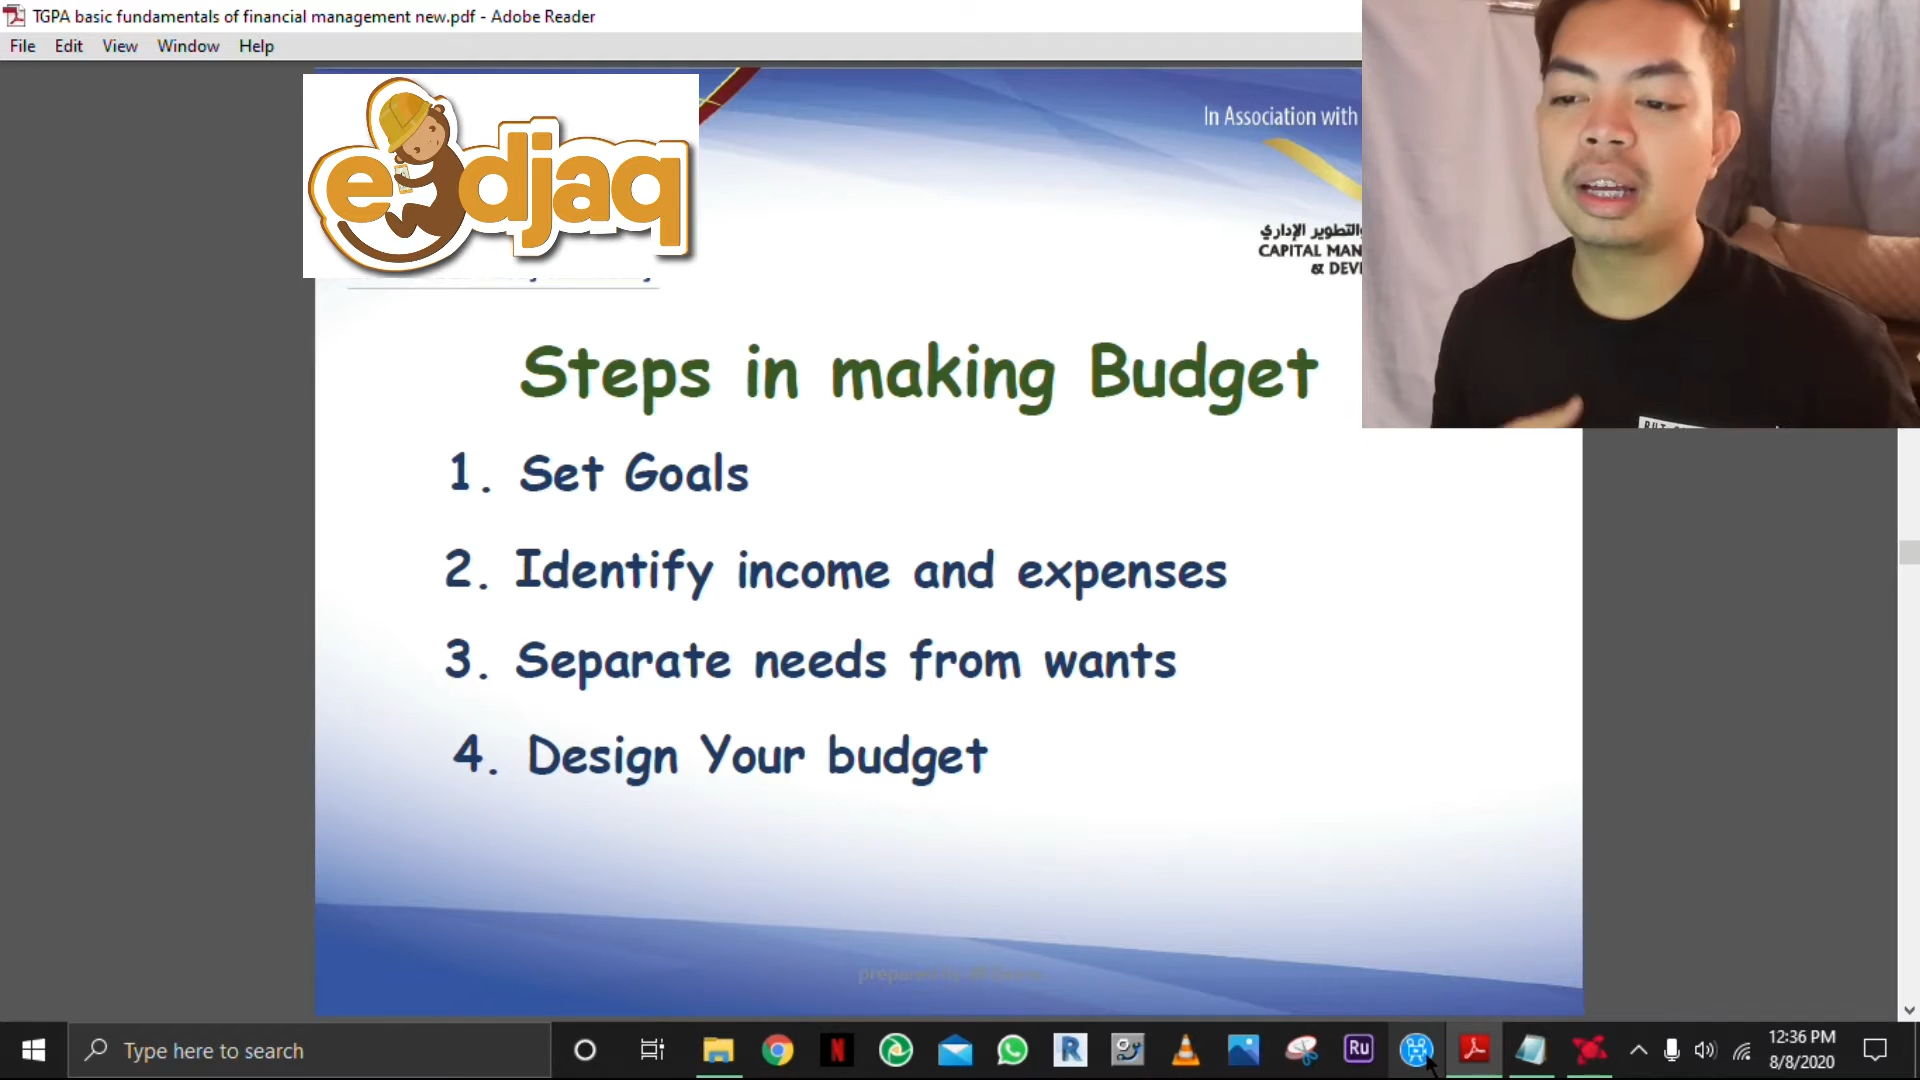 TGPA basic fundamentals of financial management new.pdf - Adobe Reader
File Edit View Window Help
e djaq
In Association with
التطوير الإداري
CAPITAL MAN
& DEV
Steps in making Budget
1. Set Goals
2. Identify income and expenses
3. Separate needs from wants
4. Design Your budget
Type here to search
N
R
Ru
12:36 PM
8/8/2020